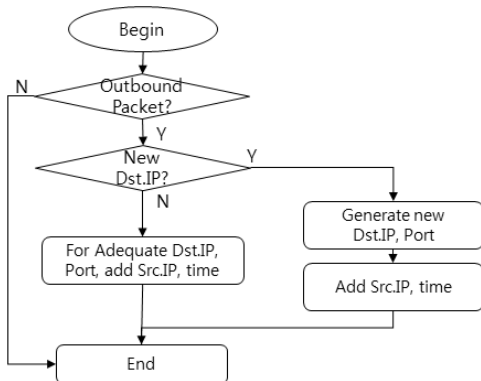 Begin
N
Outbound
Packet?
Y
New
Dst.IP?
Y
N
Generate new
Dst.IP, Port
For Adequate Dst.IP,
Port, add Src.IP, time
Add Src.IP, time
End